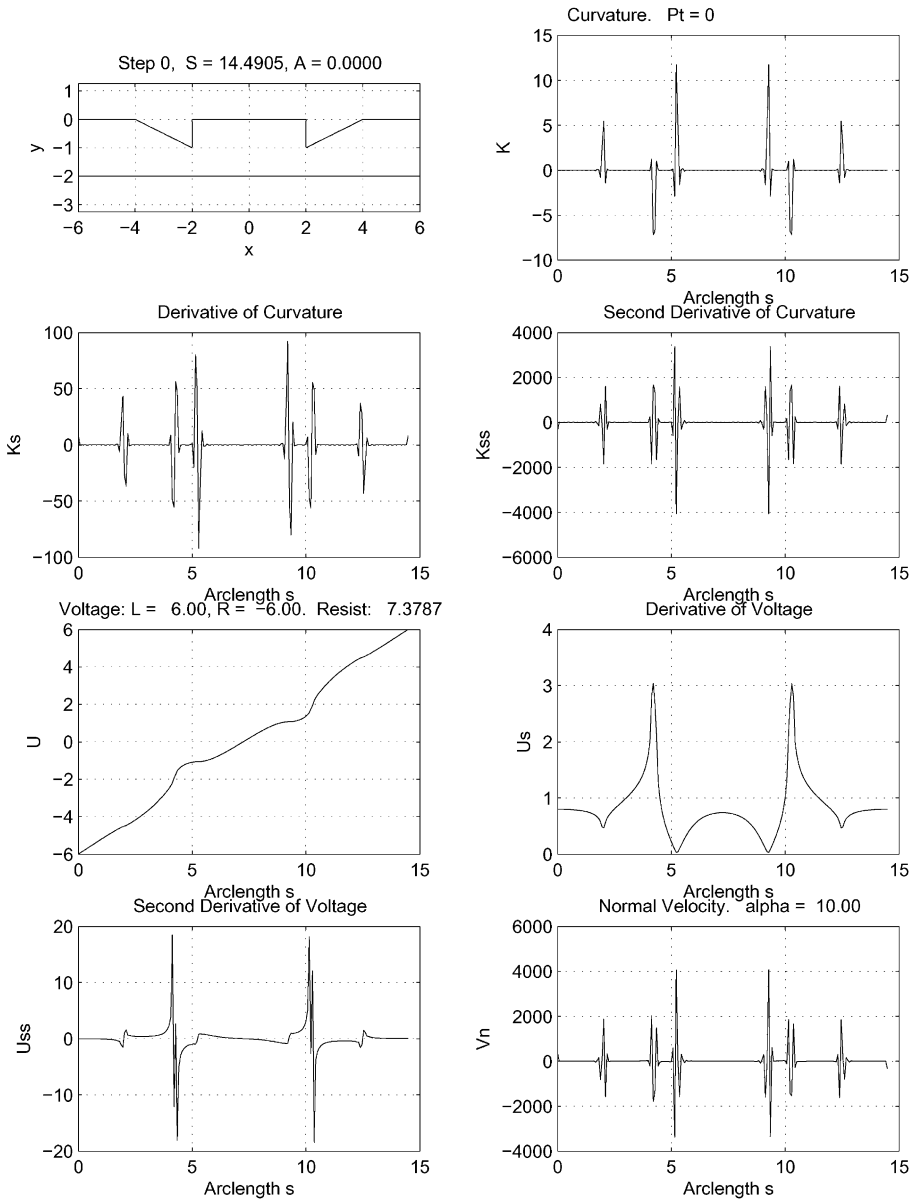 Step 0, S = 14.4905, A = 0.0000
1
0
−1
−2
−3
y
−6 −4 −2 0 2 4 6
x
Curvature. Pt = 0
15
10
5
0
−5
−10
K
0 5 10 15
Arclength s
Derivative of Curvature
100
50
0
−50
−100
Ks
0 5 10 15
Arclength s
Second Derivative of Curvature
4000
2000
0
−2000
−4000
−6000
Kss
0 5 10 15
Arclength s
Voltage: L = 6.00, R = −6.00. Resist: 7.3787
6
4
2
0
−2
−4
−6
U
0 5 10 15
Arclength s
Derivative of Voltage
4
3
2
1
0
Us
0 5 10 15
Arclength s
Second Derivative of Voltage
20
10
0
−10
−20
Uss
0 5 10 15
Arclength s
Normal Velocity. alpha = 10.00
6000
4000
2000
0
−2000
−4000
Vn
0 5 10 15
Arclength s